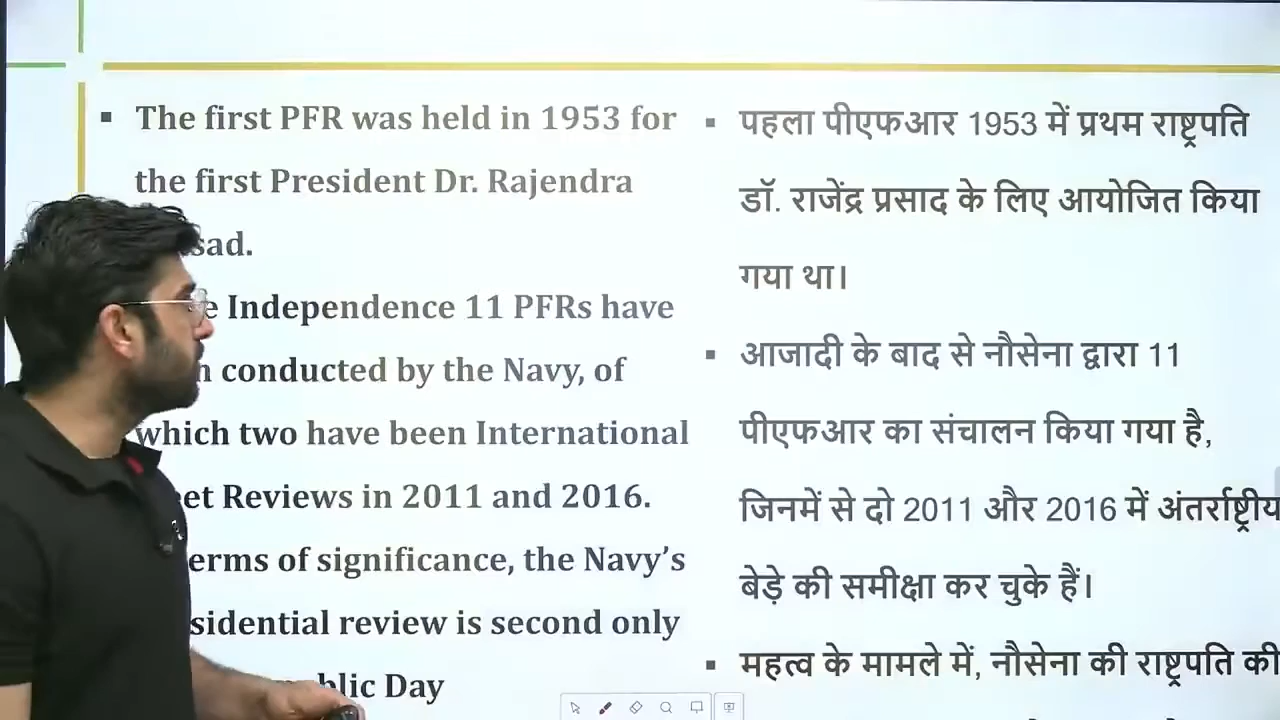 The first PFR was held in 1953 for
the first President Dr. Rajendra
sad.
Independence 11 PFRs have
conducted by the Navy, of
which two have been International
et Reviews in 2011 and 2016.
erms of significance, the Navy's
sidential review is second only
blic Day
पहला पीएफआर 1953 में प्रथम राष्ट्रपति
डॉ. राजेंद्र प्रसाद के लिए आयोजित किया
गया था।
आजादी के बाद से नौसेना द्वारा 11
पीएफआर का संचालन किया गया है,
जिनमें से दो 2011 और 2016 में अंतर्राष्ट्रीय
बेड़े की समीक्षा कर चुके हैं।
महत्व के मामले में, नौसेना की राष्ट्रपति की